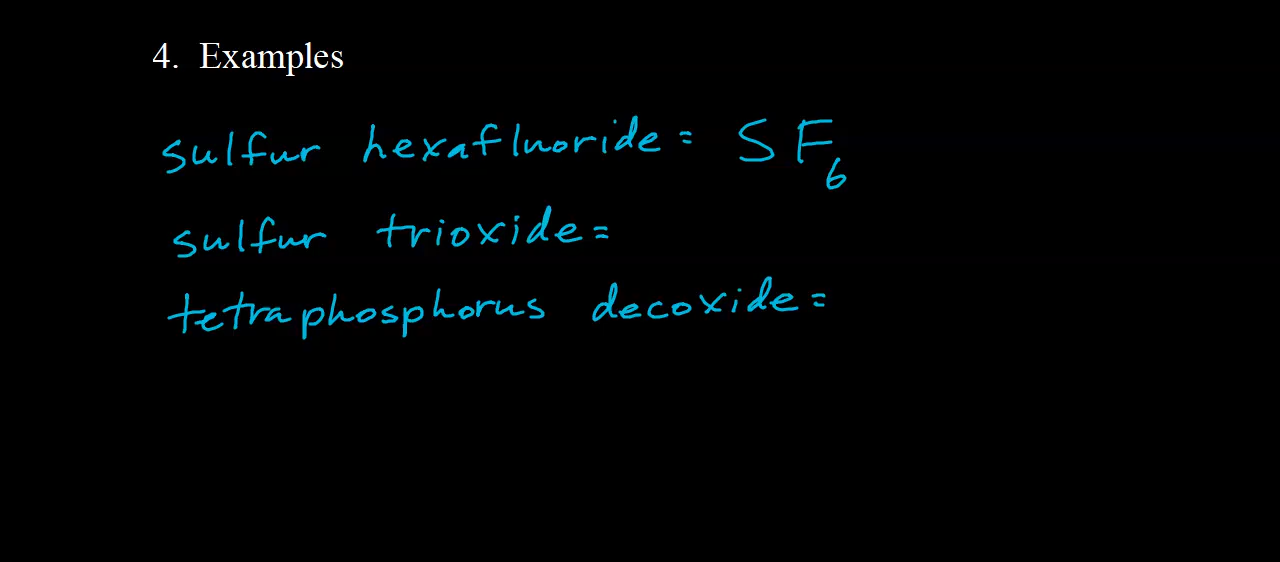 4. Examples
sulfur hexafluoride = SF₆
sulfur trioxide =
tetraphosphorus decoxide =